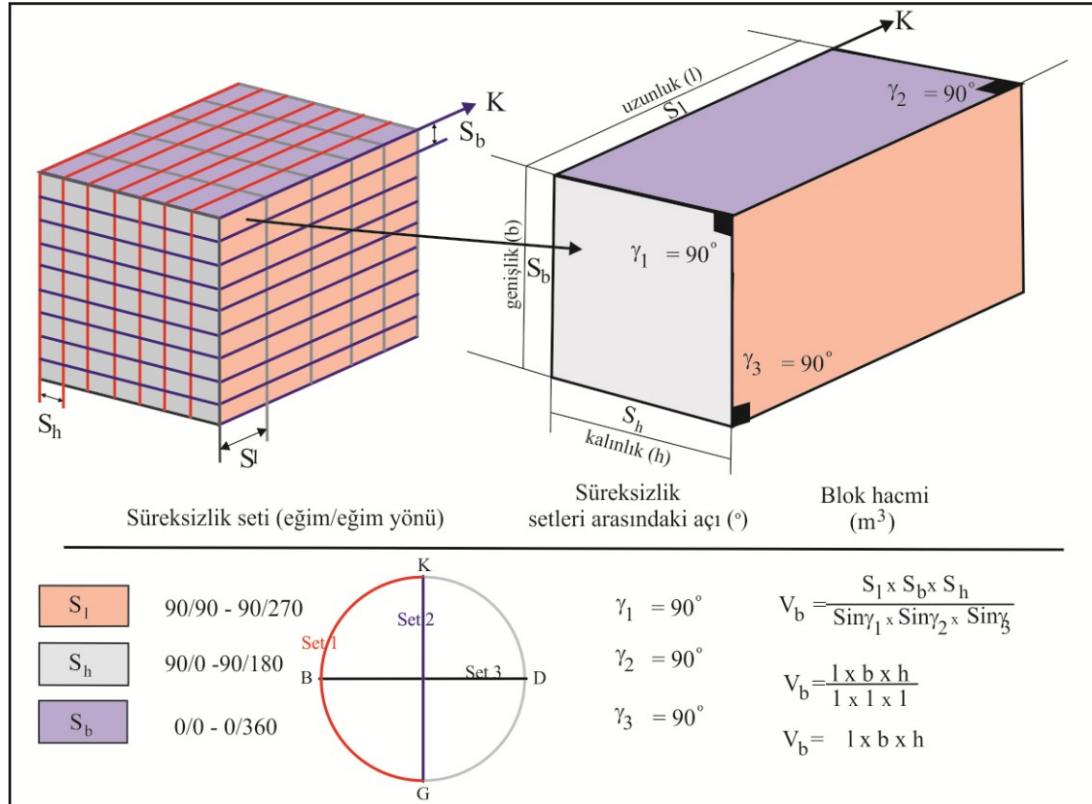 K
S_b
S_h
S_l
K
uzunluk (l)
S_l
γ_2 = 90°
genişlik (b)
S_b
γ_1 = 90°
γ_3 = 90°
S_h
kalınlık (h)
Süreksizlik seti (eğim/eğim yönü)
Süreksizlik
setleri arasındaki açı (°)
Blok hacmi
(m³)
S_l 90/90 - 90/270
S_h 90/0 -90/180
S_b 0/0 - 0/360
K
Set 2
Set 1
B
Set 3
D
G
γ_1 = 90°
γ_2 = 90°
γ_3 = 90°
V_b = S_l x S_b x S_h / Sinγ_1 x Sinγ_2 x Sinγ_3
V_b = l x b x h / 1 x 1 x 1
V_b = l x b x h